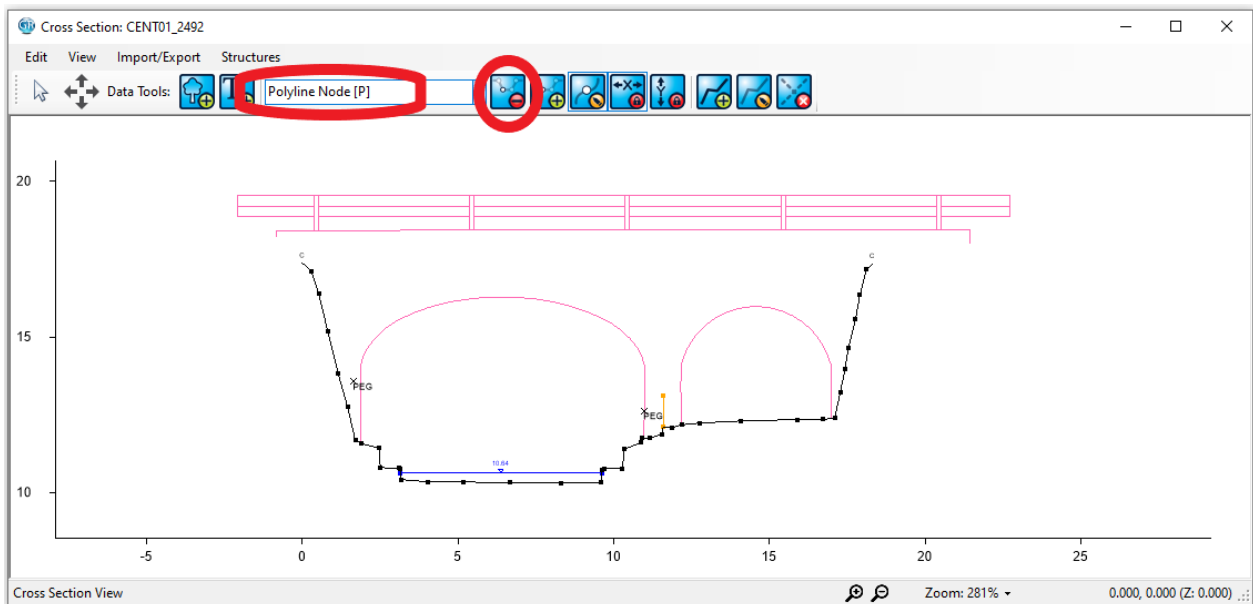 Cross Section: CENT01_2492
Edit View Import/Export Structures
Data Tools: Polyline Node [P]
20
C C
15
PEG
PEG
10.64
10
-5 0 5 10 15 20 25
Cross Section View Zoom: 281% 0.000, 0.000 (Z: 0.000)